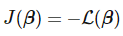 J(𝜷) = −ℒ(𝜷)